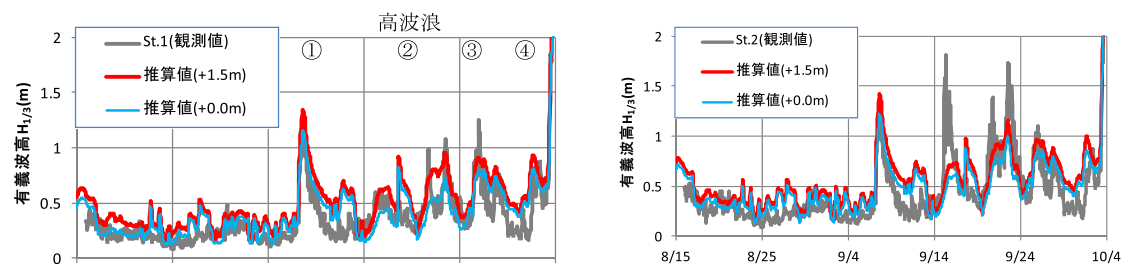 高波浪
① ② ③ ④
St.1(観測値)
推算値(+1.5m)
推算値(+0.0m)
有義波高H1/3(m)
2
1.5
1
0.5
0
St.2(観測値)
推算値(+1.5m)
推算値(+0.0m)
有義波高H1/3(m)
2
1.5
1
0.5
0
8/15 8/25 9/4 9/14 9/24 10/4